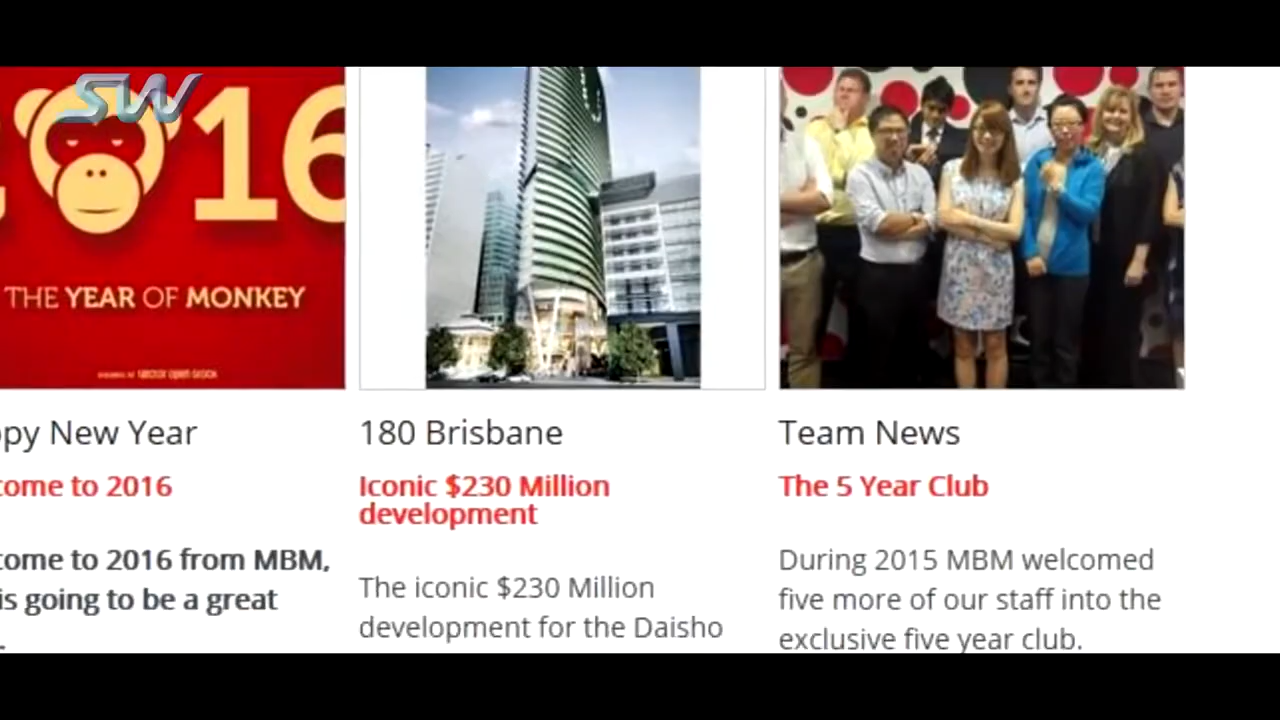 SW
2016
THE YEAR OF MONKEY
ppy New Year
come to 2016
come to 2016 from MBM,
is going to be a great
180 Brisbane
Iconic $230 Million
development
The iconic $230 Million
development for the Daisho
Team News
The 5 Year Club
During 2015 MBM welcomed
five more of our staff into the
exclusive five year club.